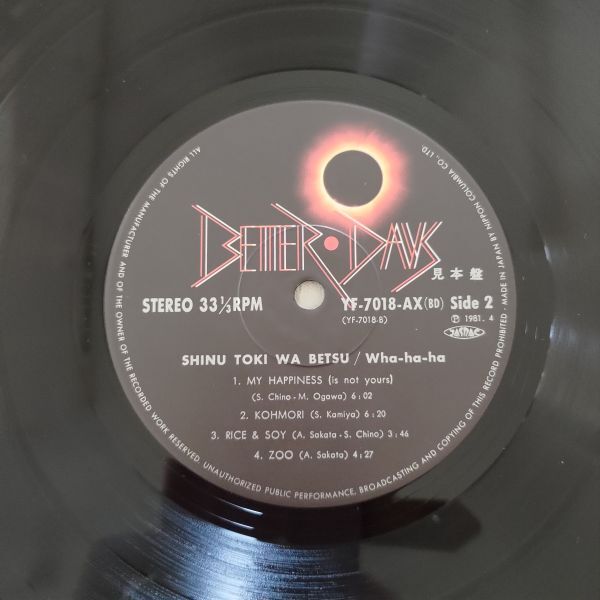 BETTER・DAYS
見本盤
STEREO 33⅓RPM
YF-7018-AX(BD) Side 2
(YF-7018-B)
Ⓟ 1981. 4
JASRAC
SHINU TOKI WA BETSU / Wha-ha-ha
1. MY HAPPINESS (is not yours)
(S. Chino - M. Ogawa) 6:02
2. KOHMORI (S. Kamiya) 6:20
3. RICE & SOY (A. Sakata - S. Chino) 3:46
4. ZOO (A. Sakata) 4:27
ALL RIGHTS OF THE MANUFACTURER AND OF THE OWNER OF THE RECORDED WORK RESERVED. UNAUTHORIZED PUBLIC PERFORMANCE, BROADCASTING AND COPYING OF THIS RECORD PROHIBITED · MADE IN JAPAN BY NIPPON COLUMBIA CO., LTD.